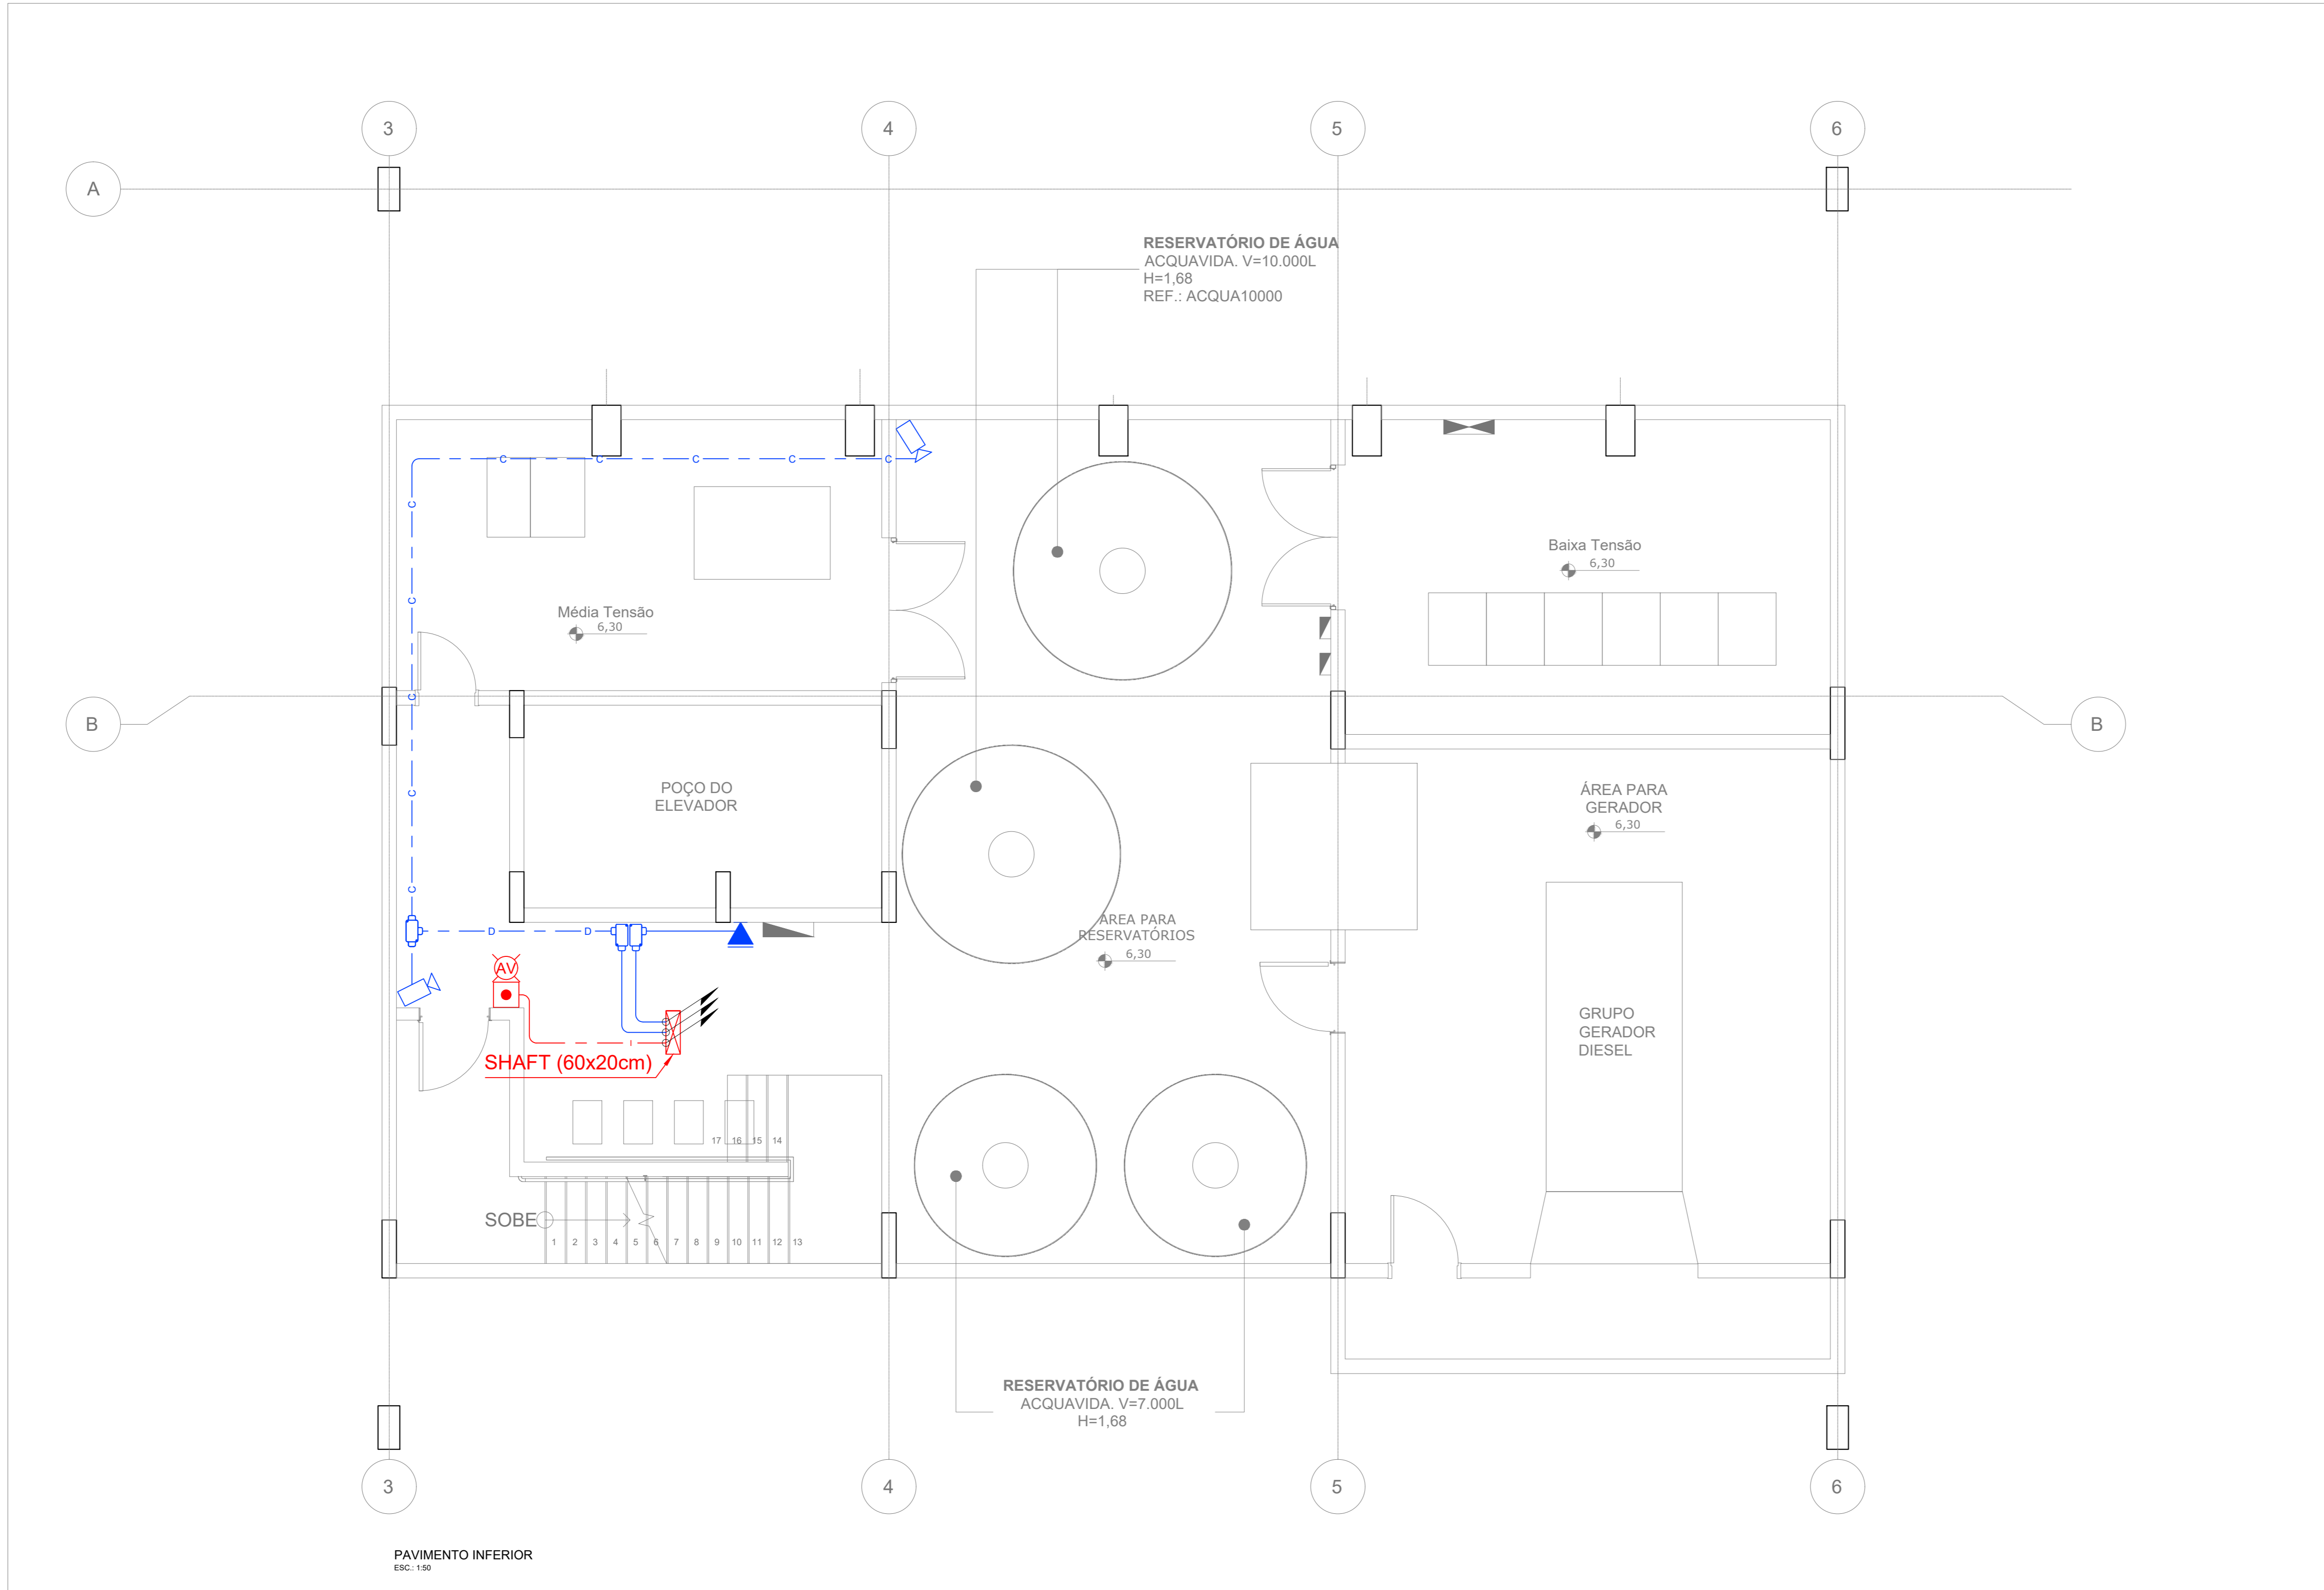 3
4
5
6
A
RESERVATÓRIO DE ÁGUA
ACQUAVIDA. V=10.000L
H=1,68
REF.: ACQUA10000
C C C C C
C
C
C
C
C
Média Tensão
6,30
Baixa Tensão
6,30
B
B
POÇO DO
ELEVADOR
ÁREA PARA
GERADOR
6,30
D D
ÁREA PARA
RESERVATÓRIOS
6,30
AV
SHAFT (60x20cm)
GRUPO
GERADOR
DIESEL
17 16 15 14
SOBE
1 2 3 4 5 6 7 8 9 10 11 12 13
RESERVATÓRIO DE ÁGUA
ACQUAVIDA. V=7.000L
H=1,68
3
4
5
6
PAVIMENTO INFERIOR
ESC.: 1:50